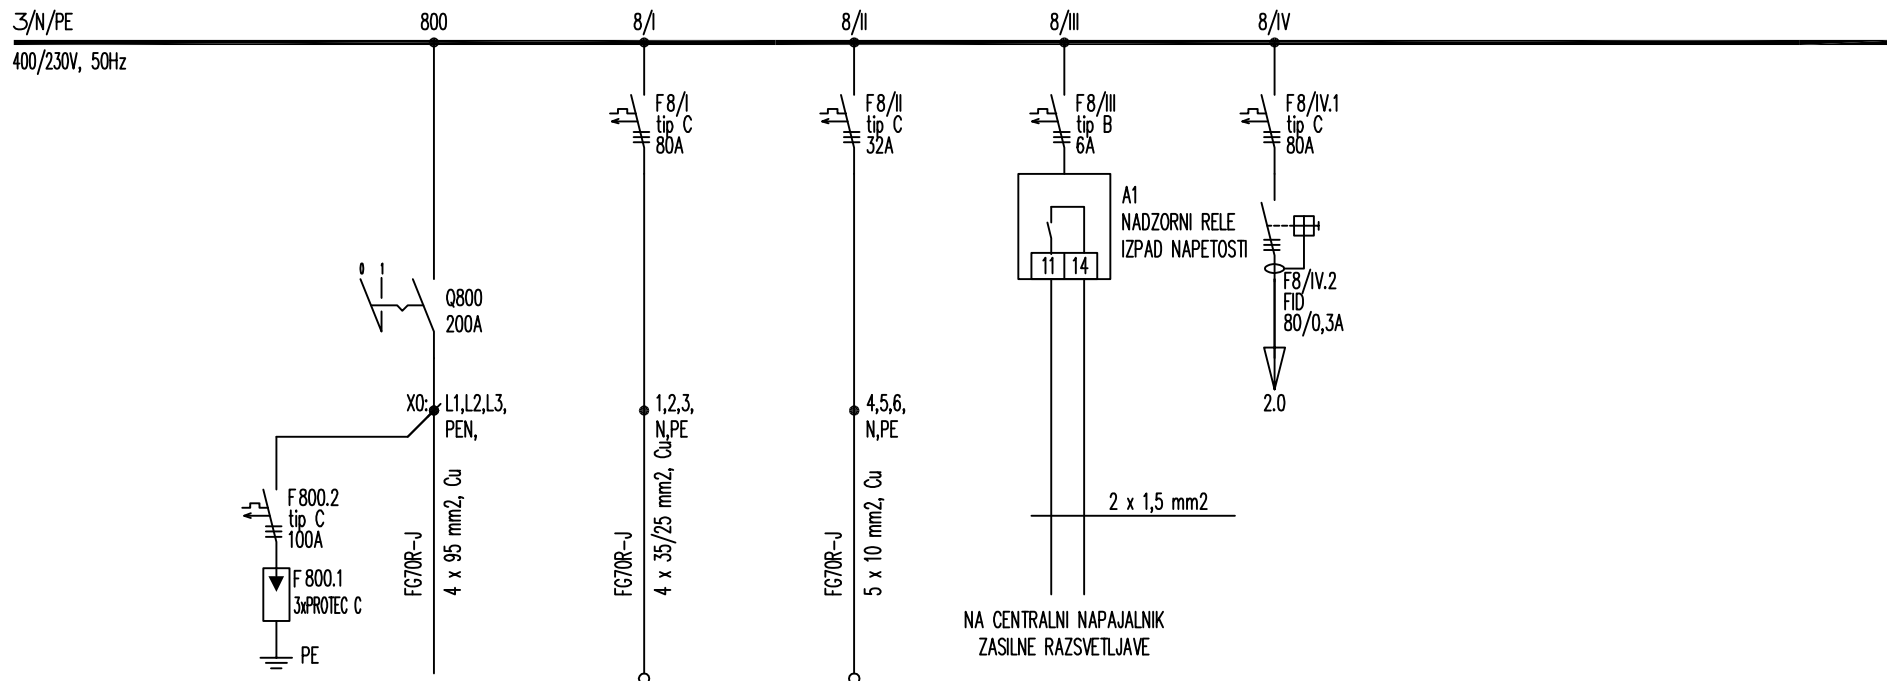 3/N/PE
800
8/I
8/II
8/III
8/IV
400/230V, 50Hz
F8/I
tip C
80A
F8/II
tip C
32A
F8/III
tip B
6A
F8/IV.1
tip C
80A
A1
NADZORNI RELE
IZPAD NAPETOSTI
11
14
0
1
Q800
200A
F8/IV.2
FID
80/0,3A
2.0
X0:
L1,L2,L3,
PEN,
1,2,3,
N,PE
4,5,6,
N,PE
F800.2
tip C
100A
F800.1
3xPROTEC C
PE
FG7OR-J
4 x 95 mm2, Cu
FG7OR-J
4 x 35/25 mm2, Cu
FG7OR-J
5 x 10 mm2, Cu
2 x 1,5 mm2
NA CENTRALNI NAPAJALNIK
ZASILNE RAZSVETLJAVE